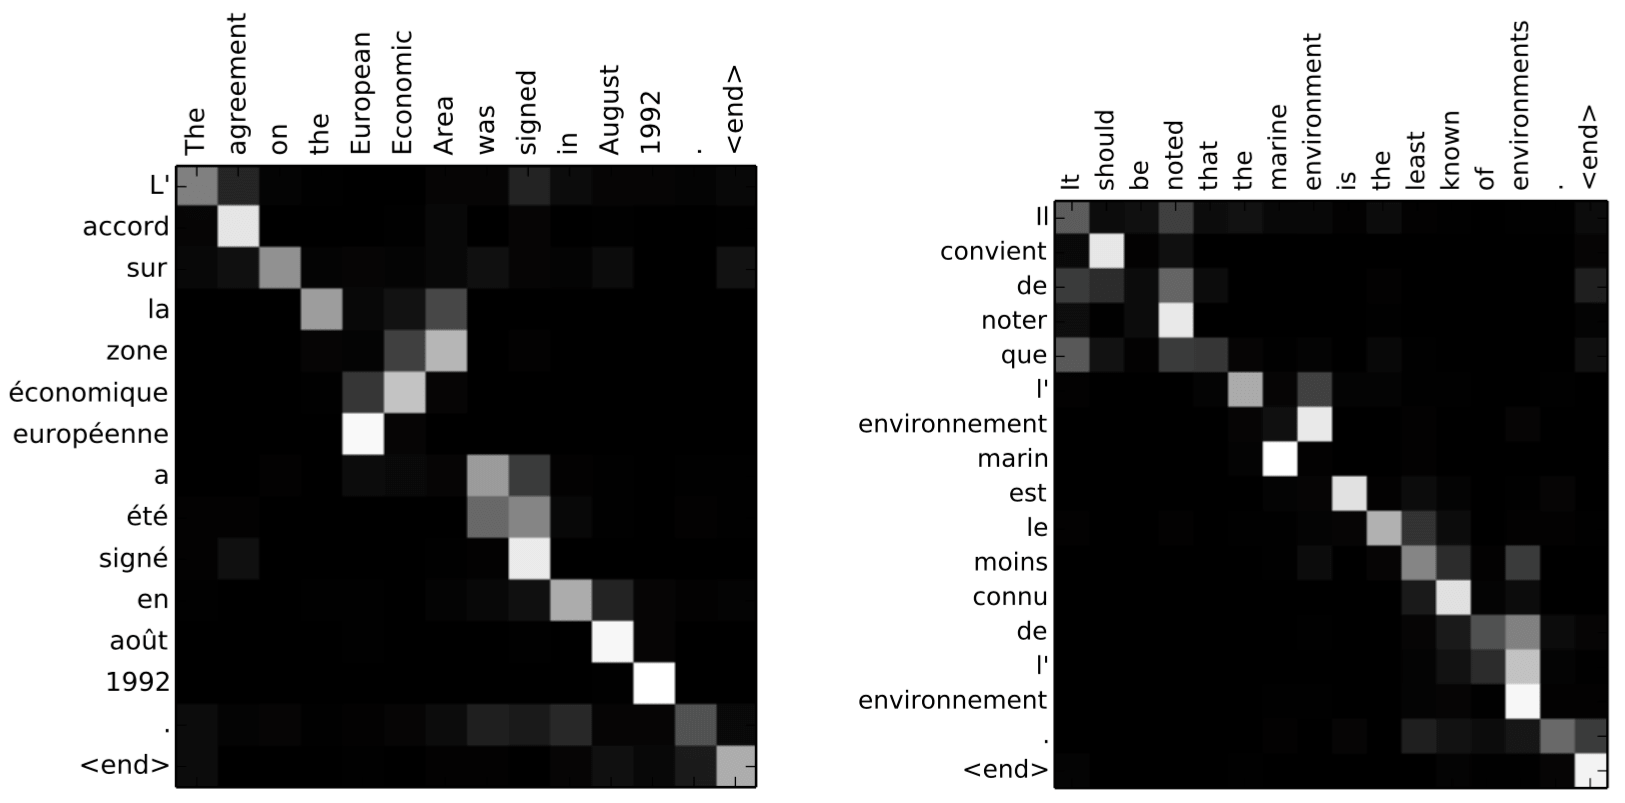 The
agreement
on
the
European
Economic
Area
was
signed
in
August
1992
.
<end>
L'
accord
sur
la
zone
économique
européenne
a
été
signé
en
août
1992
.
<end>
It
should
be
noted
that
the
marine
environment
is
the
least
known
of
environments
.
<end>
Il
convient
de
noter
que
l'
environnement
marin
est
le
moins
connu
de
l'
environnement
.
<end>